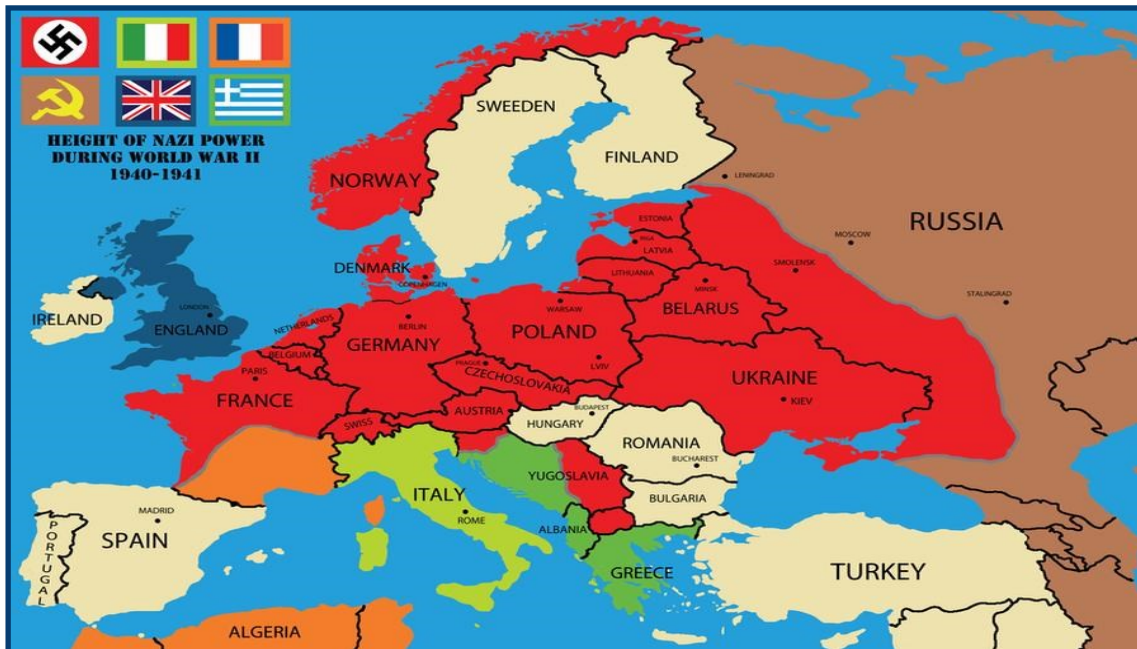 HEIGHT OF NAZI POWER
DURING WORLD WAR II
1940-1941
SWEEDEN
FINLAND
NORWAY
LENINGRAD
RUSSIA
ESTONIA
MOSCOW
RIGA
LATVIA
SMOLENSK
DENMARK
COPENHAGEN
LITHUANIA
MINSK
STALINGRAD
BELARUS
IRELAND
LONDON
ENGLAND
NETHERLANDS
BERLIN
GERMANY
WARSAW
POLAND
BELGIUM
PARIS
PRAGUE
LVIV
CZECHOSLOVAKIA
UKRAINE
KIEV
FRANCE
SWISS
AUSTRIA
BUDAPEST
HUNGARY
ROMANIA
BUCHAREST
YUGOSLAVIA
ITALY
BULGARIA
ROME
MADRID
SPAIN
PORTUGAL
ALBANIA
GREECE
TURKEY
ALGERIA